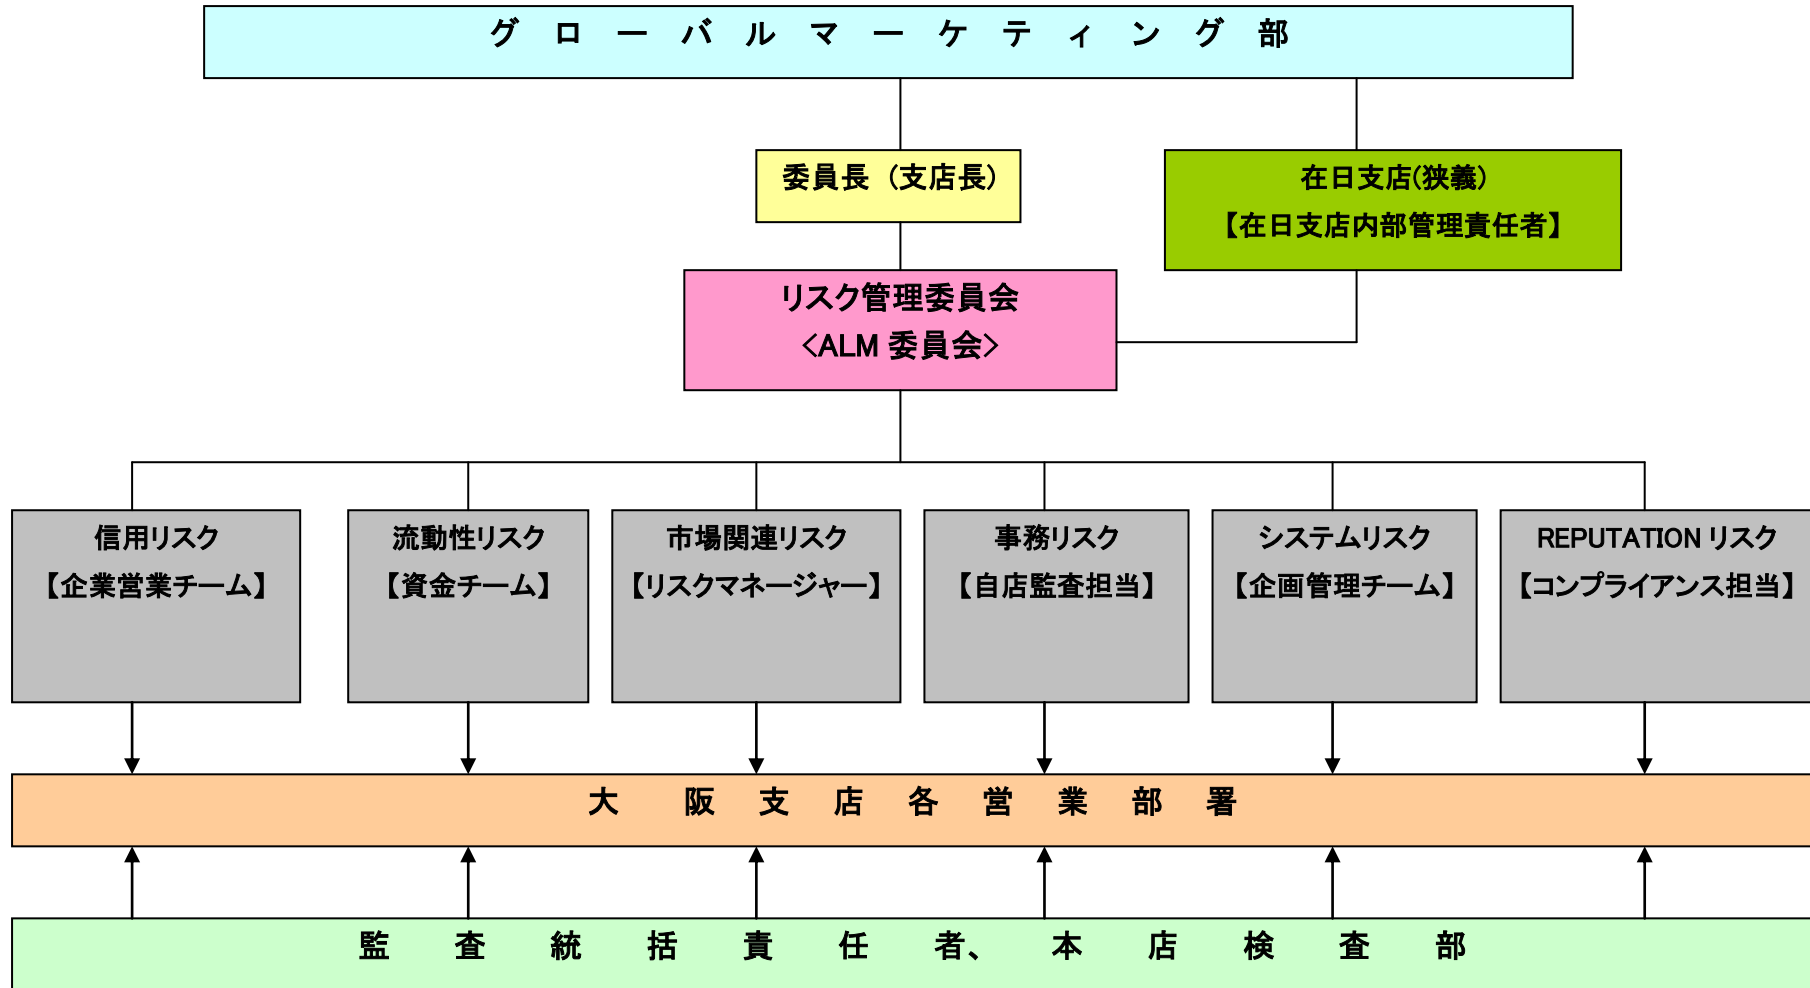 グローバルマーケティング部
委員長（支店長）
在日支店(狭義)
【在日支店内部管理責任者】
リスク管理委員会
<ALM 委員会>
信用リスク
【企業営業チーム】
流動性リスク
【資金チーム】
市場関連リスク
【リスクマネージャー】
事務リスク
【自店監査担当】
システムリスク
【企画管理チーム】
REPUTATION リスク
【コンプライアンス担当】
大阪支店各営業部署
監査統括責任者、本店検査部